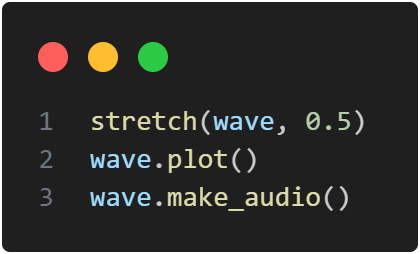 1 stretch(wave, 0.5)
2 wave.plot()
3 wave.make_audio()